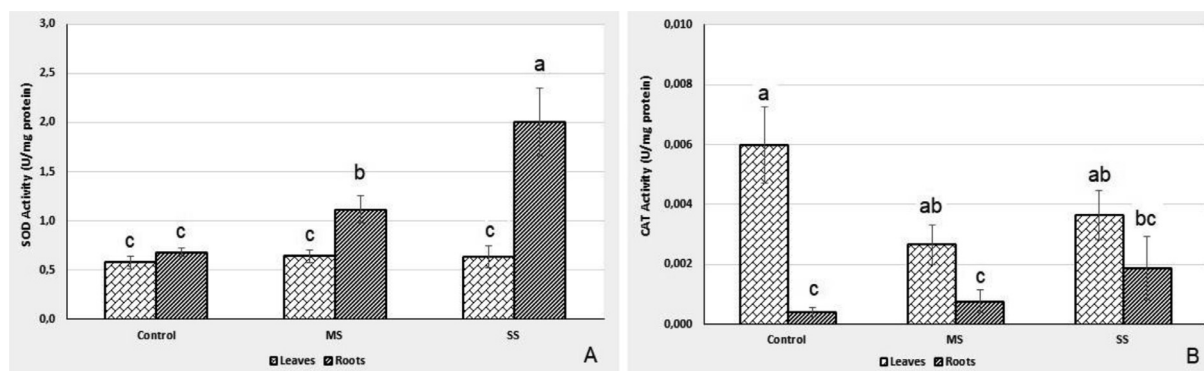 SOD Activity (U/mg protein)
3,0
2,5
2,0
1,5
1,0
0,5
0,0
c
c
c
b
c
a
Control
MS
SS
Leaves
Roots
A
CAT Activity (U/mg protein)
0,010
0,008
0,006
0,004
0,002
0,000
a
c
ab
c
ab
bc
Control
MS
SS
Leaves
Roots
B